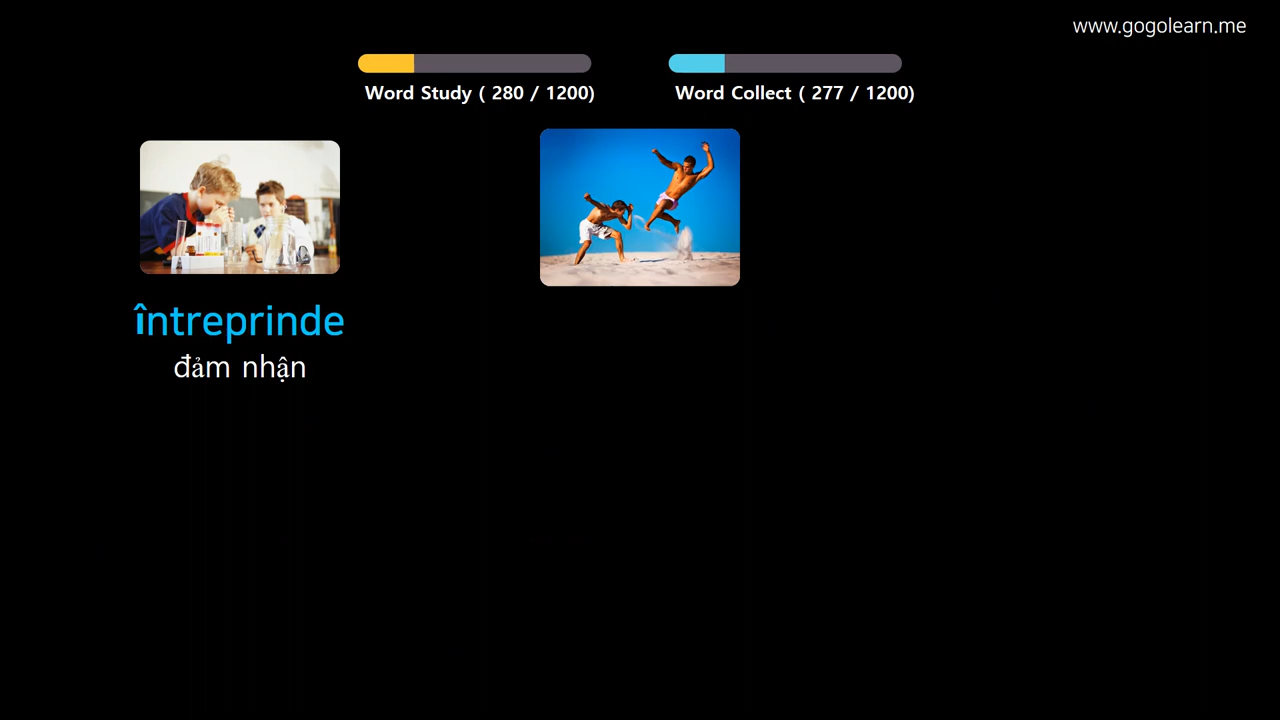 www.gogolearn.me
Word Study ( 280 / 1200)
Word Collect ( 277 / 1200)
întreprinde
đảm nhận